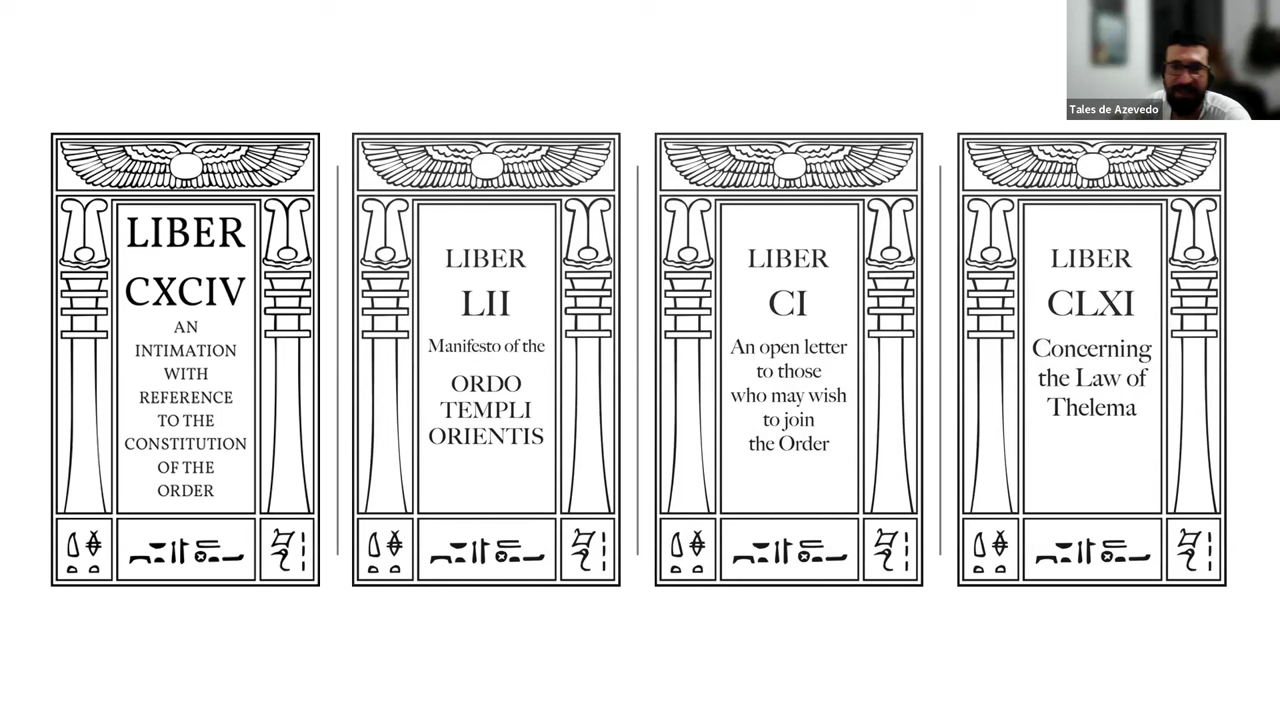 Tales de Azevedo
LIBER
CXCIV
AN
INTIMATION
WITH
REFERENCE
TO THE
CONSTITUTION
OF THE
ORDER
LIBER
LII
Manifesto of the
ORDO
TEMPLI
ORIENTIS
LIBER
CI
An open letter
to those
who may wish
to join
the Order
LIBER
CLXI
Concerning
the Law of
Thelema